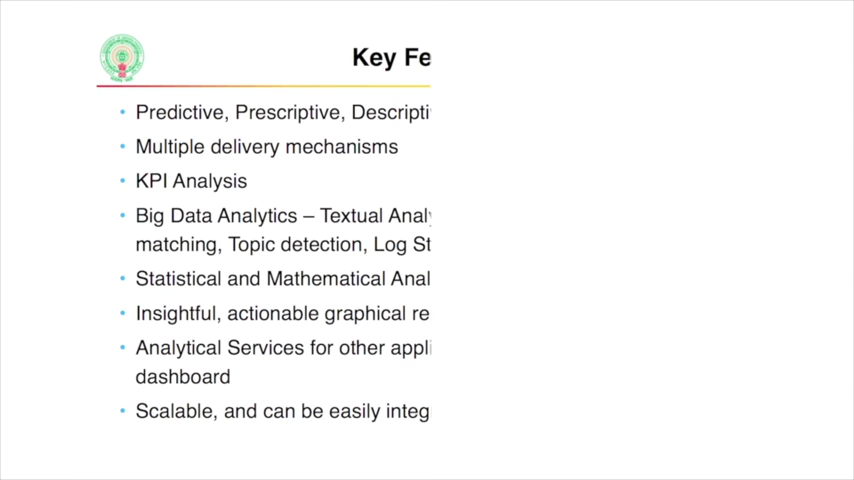 Key Fe
Predictive, Prescriptive, Descripti
Multiple delivery mechanisms
KPI Analysis
Big Data Analytics – Textual Anal
matching, Topic detection, Log St
Statistical and Mathematical Anal
Insightful, actionable graphical re
Analytical Services for other appli
dashboard
Scalable, and can be easily integ